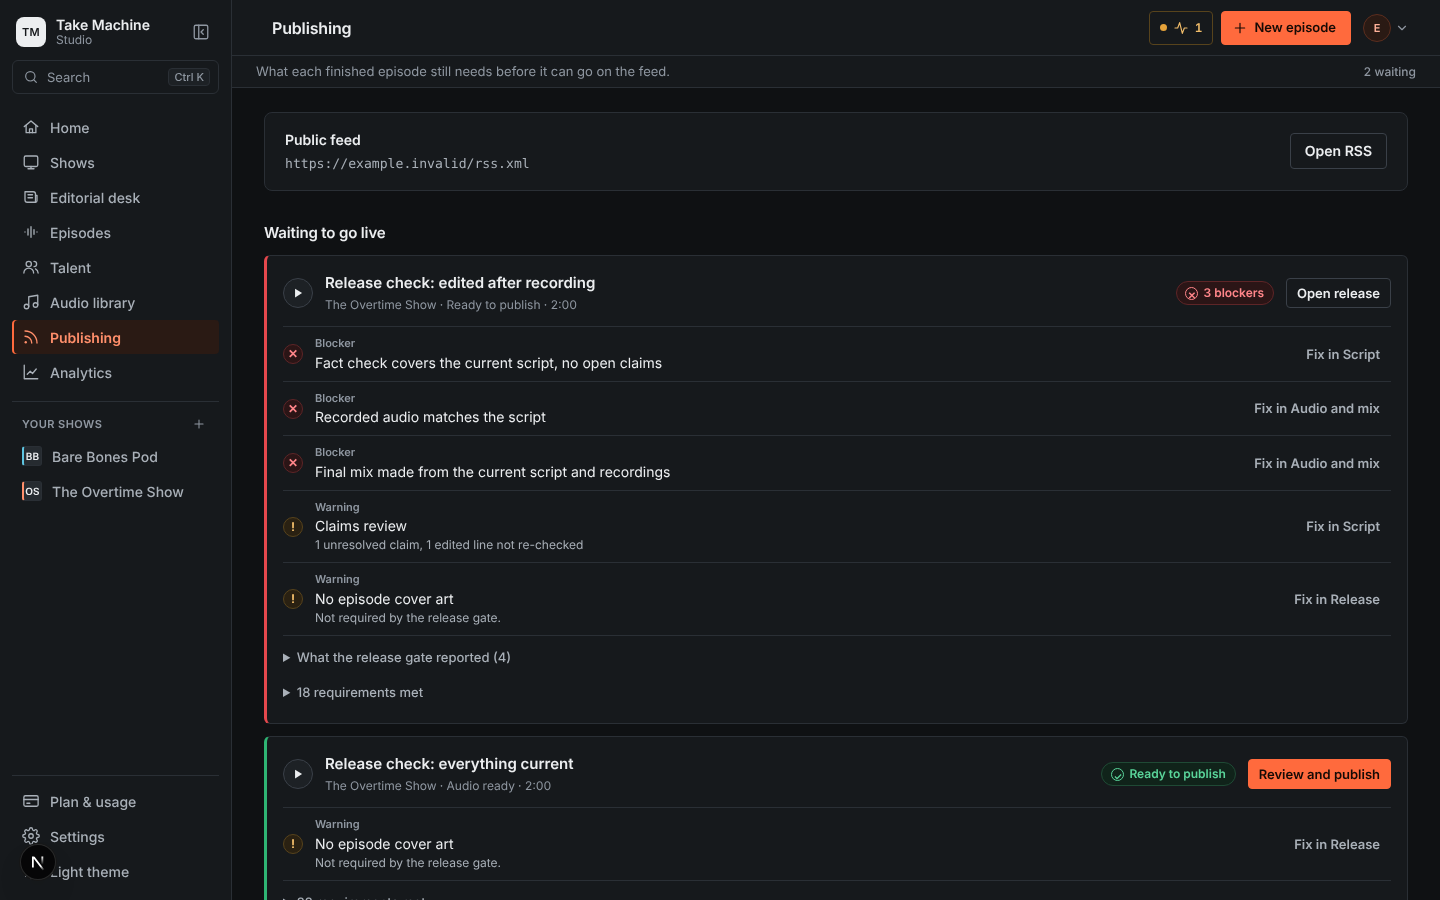 TM
Take Machine
Studio
Search
Ctrl K
Home
Shows
Editorial desk
Episodes
Talent
Audio library
Publishing
Analytics
YOUR SHOWS
BB
Bare Bones Pod
OS
The Overtime Show
Plan & usage
Settings
N
Light theme
Publishing
1
New episode
E
What each finished episode still needs before it can go on the feed.
2 waiting
Public feed
https://example.invalid/rss.xml
Open RSS
Waiting to go live
Release check: edited after recording
The Overtime Show · Ready to publish · 2:00
3 blockers
Open release
Blocker
Fact check covers the current script, no open claims
Fix in Script
Blocker
Recorded audio matches the script
Fix in Audio and mix
Blocker
Final mix made from the current script and recordings
Fix in Audio and mix
Warning
Claims review
1 unresolved claim, 1 edited line not re-checked
Fix in Script
Warning
No episode cover art
Not required by the release gate.
Fix in Release
What the release gate reported (4)
18 requirements met
Release check: everything current
The Overtime Show · Audio ready · 2:00
Ready to publish
Review and publish
Warning
No episode cover art
Not required by the release gate.
Fix in Release